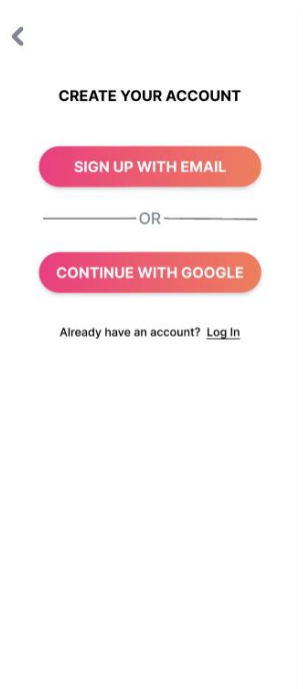 CREATE YOUR ACCOUNT
SIGN UP WITH EMAIL
OR
CONTINUE WITH GOOGLE
Already have an account? Log In